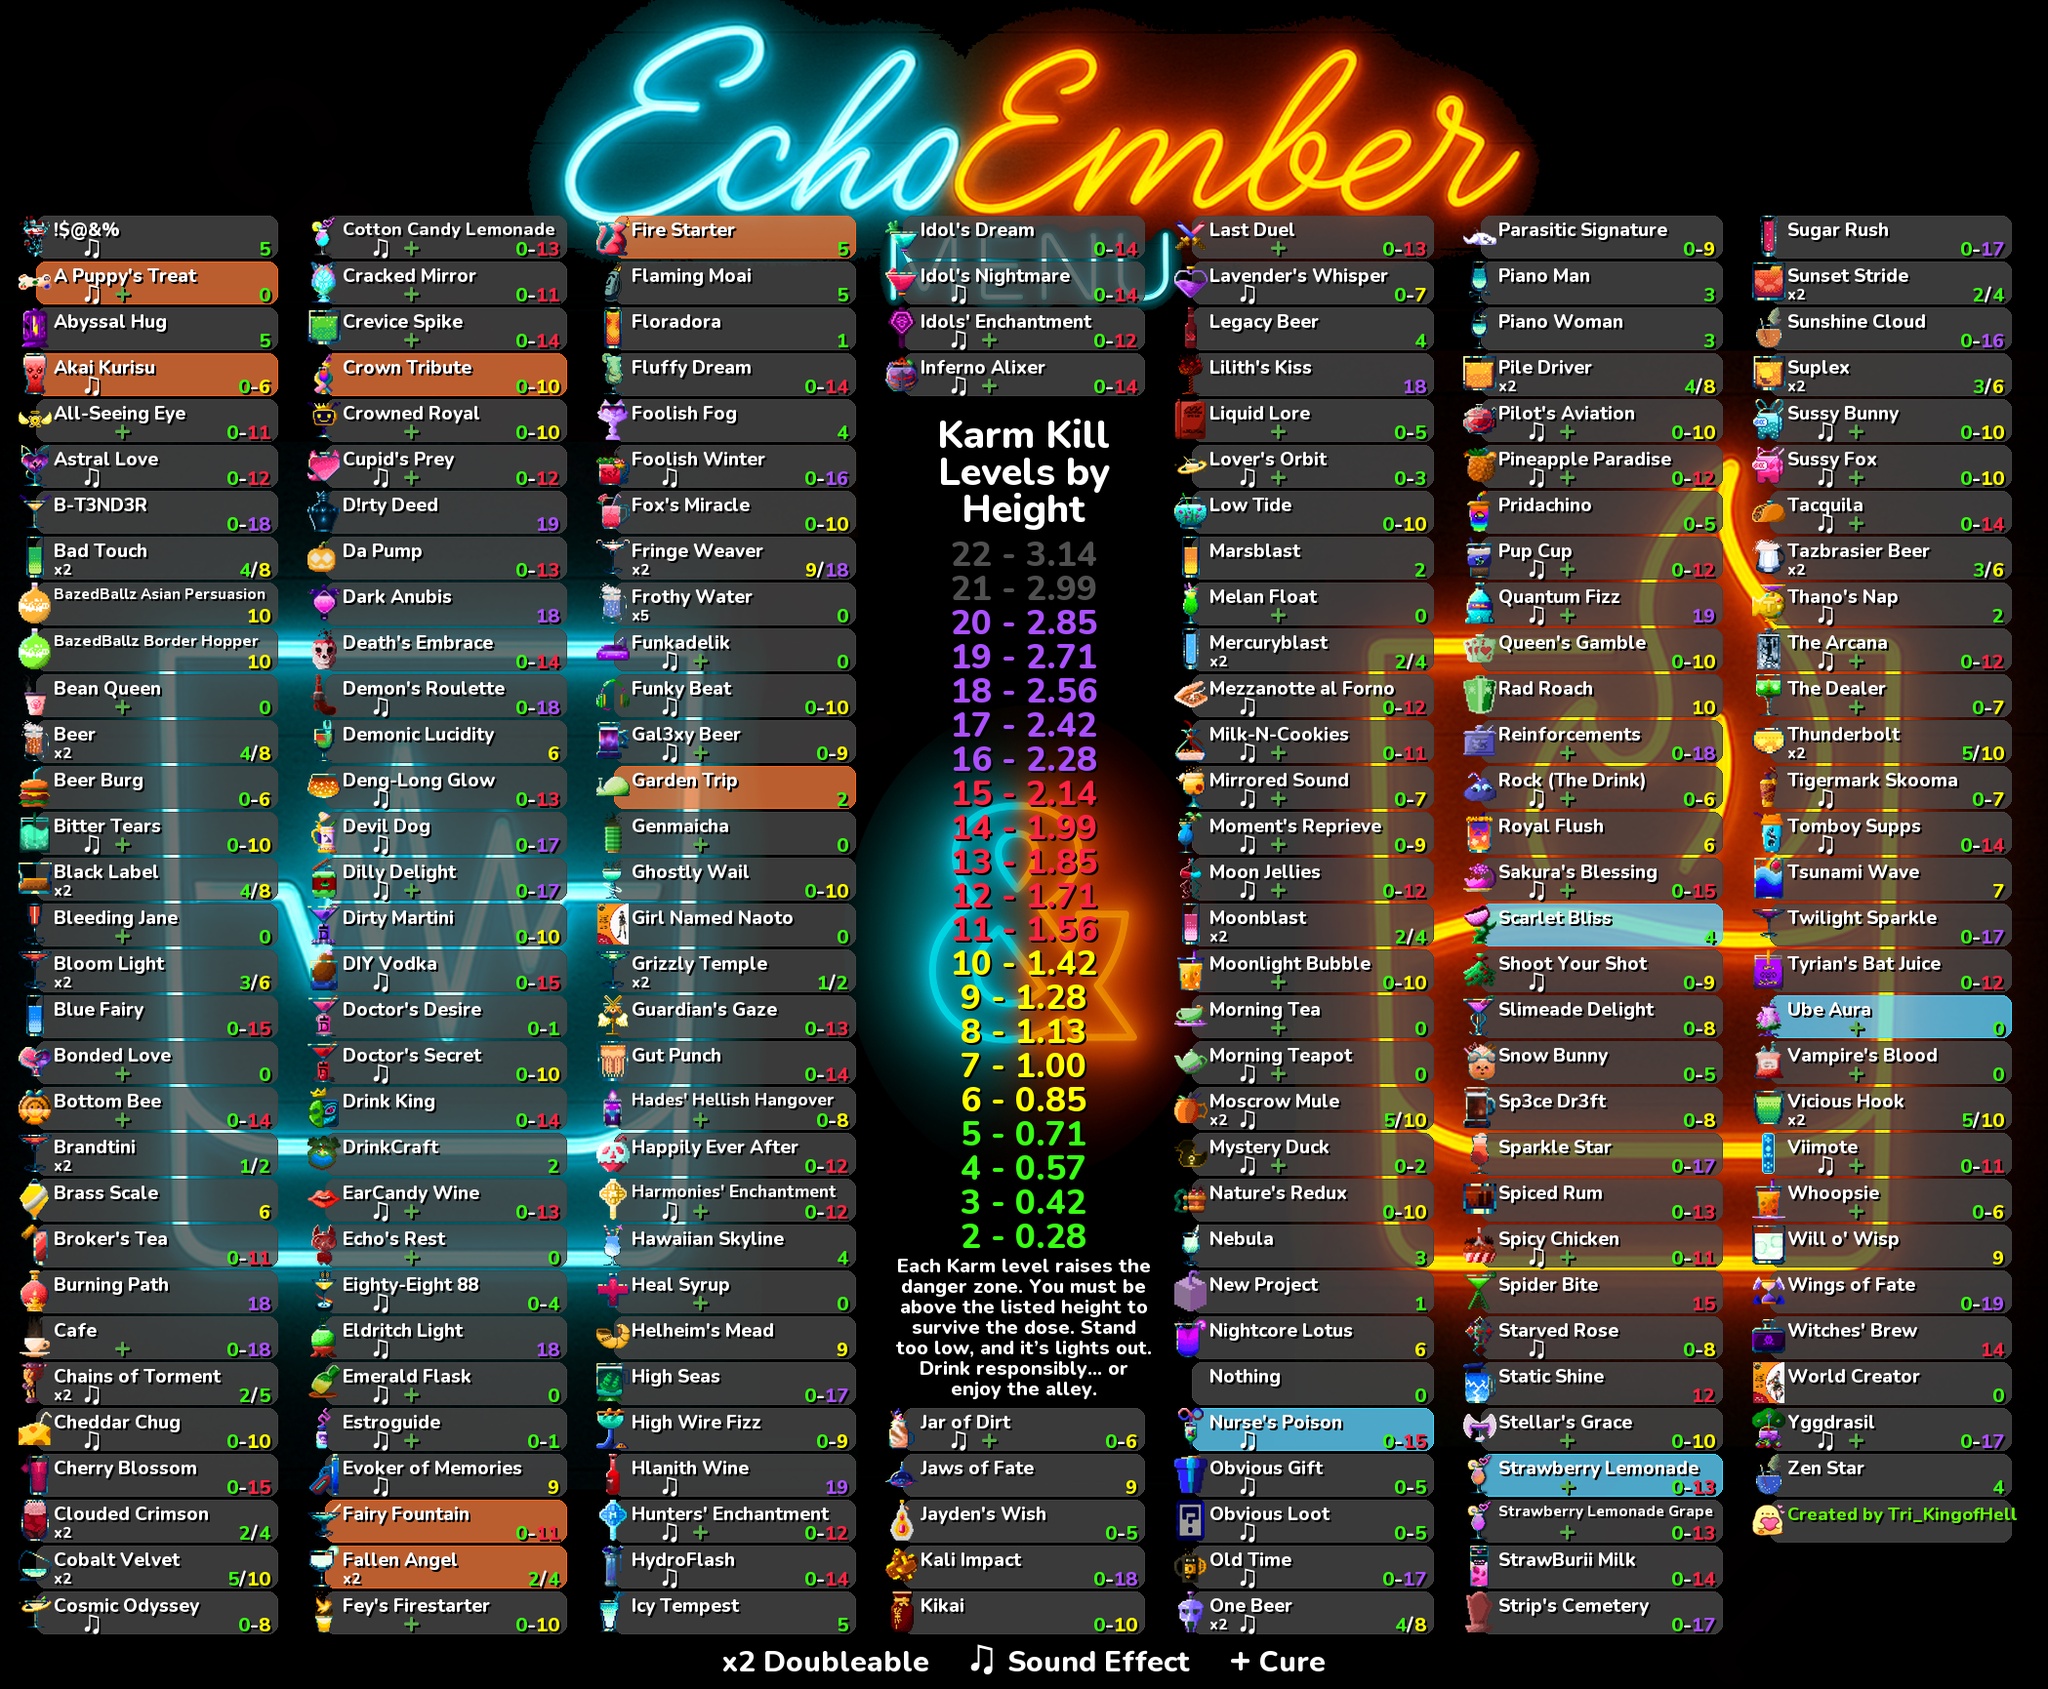 EchoEmber
MENU
!$@&%
♫ 5
A Puppy's Treat
♫ + 0
Abyssal Hug
5
Akai Kurisu
♫ 0-6
All-Seeing Eye
+ 0-11
Astral Love
♫ 0-12
B-T3ND3R
0-18
Bad Touch
x2 4/8
BazedBallz Asian Persuasion
10
BazedBallz Border Hopper
10
Bean Queen
+ 0
Beer
x2 4/8
Beer Burg
0-6
Bitter Tears
♫ + 0-10
Black Label
x2 4/8
Bleeding Jane
+ 0
Bloom Light
x2 3/6
Blue Fairy
0-15
Bonded Love
+ 0
Bottom Bee
+ 0-14
Brandtini
x2 1/2
Brass Scale
6
Broker's Tea
0-11
Burning Path
18
Cafe
+ 0-18
Chains of Torment
x2 ♫ 2/5
Cheddar Chug
♫ 0-10
Cherry Blossom
0-15
Clouded Crimson
x2 2/4
Cobalt Velvet
x2 5/10
Cosmic Odyssey
♫ 0-8
Cotton Candy Lemonade
♫ + 0-13
Cracked Mirror
+ 0-11
Crevice Spike
+ 0-14
Crown Tribute
0-10
Crowned Royal
+ 0-10
Cupid's Prey
♫ + 0-12
D!rty Deed
19
Da Pump
0-13
Dark Anubis
18
Death's Embrace
0-14
Demon's Roulette
♫ 0-18
Demonic Lucidity
6
Deng-Long Glow
♫ 0-13
Devil Dog
♫ 0-17
Dilly Delight
♫ + 0-17
Dirty Martini
0-10
DIY Vodka
♫ 0-15
Doctor's Desire
0-1
Doctor's Secret
♫ 0-10
Drink King
0-14
DrinkCraft
2
EarCandy Wine
♫ + 0-13
Echo's Rest
+ 0
Eighty-Eight 88
♫ 0-4
Eldritch Light
♫ 18
Emerald Flask
♫ + 0
Estroguide
♫ + 0-1
Evoker of Memories
♫ 9
Fairy Fountain
0-11
Fallen Angel
x2 2/4
Fey's Firestarter
+ 0-10
Fire Starter
5
Flaming Moai
5
Floradora
1
Fluffy Dream
0-14
Foolish Fog
4
Foolish Winter
♫ 0-16
Fox's Miracle
0-10
Fringe Weaver
x2 9/18
Frothy Water
x5 0
Funkadelik
♫ + 0
Funky Beat
♫ 0-10
Gal3xy Beer
♫ + 0-9
Garden Trip
2
Genmaicha
+ 0
Ghostly Wail
0-10
Girl Named Naoto
0
Grizzly Temple
x2 1/2
Guardian's Gaze
0-13
Gut Punch
0-14
Hades' Hellish Hangover
+ 0-8
Happily Ever After
0-12
Harmonies' Enchantment
♫ + 0-12
Hawaiian Skyline
4
Heal Syrup
+ 0
Helheim's Mead
9
High Seas
0-17
High Wire Fizz
0-9
Hlanith Wine
19
Hunters' Enchantment
♫ + 0-12
HydroFlash
♫ 0-14
Icy Tempest
5
Idol's Dream
0-14
Idol's Nightmare
♫ 0-14
Idols' Enchantment
♫ + 0-12
Inferno Alixer
♫ + 0-14
Karm Kill
Levels by
Height
22 - 3.14
21 - 2.99
20 - 2.85
19 - 2.71
18 - 2.56
17 - 2.42
16 - 2.28
15 - 2.14
14 - 1.99
13 - 1.85
12 - 1.71
11 - 1.56
10 - 1.42
9 - 1.28
8 - 1.13
7 - 1.00
6 - 0.85
5 - 0.71
4 - 0.57
3 - 0.42
2 - 0.28
Each Karm level raises the
danger zone. You must be
above the listed height to
survive the dose. Stand
too low, and it's lights out.
Drink responsibly... or
enjoy the alley.
Jar of Dirt
♫ + 0-6
Jaws of Fate
9
Jayden's Wish
0-5
Kali Impact
0-18
Kikai
0-10
Last Duel
+ 0-13
Lavender's Whisper
♫ 0-7
Legacy Beer
4
Lilith's Kiss
18
Liquid Lore
+ 0-5
Lover's Orbit
♫ + 0-3
Low Tide
0-10
Marsblast
2
Melan Float
+ 0
Mercuryblast
x2 2/4
Mezzanotte al Forno
♫ 0-12
Milk-N-Cookies
♫ + 0-11
Mirrored Sound
♫ + 0-7
Moment's Reprieve
♫ + 0-9
Moon Jellies
♫ + 0-12
Moonblast
x2 2/4
Moonlight Bubble
+ 0-10
Morning Tea
+ 0
Morning Teapot
♫ + 0
Moscrow Mule
x2 ♫ 5/10
Mystery Duck
♫ + 0-2
Nature's Redux
0-10
Nebula
3
New Project
1
Nightcore Lotus
6
Nothing
0
Nurse's Poison
♫ 0-15
Obvious Gift
♫ 0-5
Obvious Loot
♫ 0-5
Old Time
♫ 0-17
One Beer
x2 ♫ 4/8
Parasitic Signature
0-9
Piano Man
3
Piano Woman
3
Pile Driver
x2 4/8
Pilot's Aviation
♫ + 0-10
Pineapple Paradise
♫ + 0-12
Pridachino
0-5
Pup Cup
♫ + 0-12
Quantum Fizz
♫ + 19
Queen's Gamble
0-10
Rad Roach
10
Reinforcements
+ 0-18
Rock (The Drink)
♫ + 0-6
Royal Flush
6
Sakura's Blessing
♫ + 0-15
Scarlet Bliss
4
Shoot Your Shot
♫ 0-9
Slimeade Delight
0-8
Snow Bunny
0-5
Sp3ce Dr3ft
0-8
Sparkle Star
0-17
Spiced Rum
0-13
Spicy Chicken
♫ + 0-11
Spider Bite
15
Starved Rose
♫ 0-8
Static Shine
12
Stellar's Grace
+ 0-10
Strawberry Lemonade
+ 0-13
Strawberry Lemonade Grape
+ 0-13
StrawBurii Milk
0-14
Strip's Cemetery
0-17
Sugar Rush
0-17
Sunset Stride
x2 2/4
Sunshine Cloud
0-16
Suplex
x2 3/6
Sussy Bunny
♫ + 0-10
Sussy Fox
♫ + 0-10
Tacquila
♫ + 0-14
Tazbrasier Beer
x2 3/6
Thano's Nap
♫ 2
The Arcana
♫ + 0-12
The Dealer
+ 0-7
Thunderbolt
x2 5/10
Tigermark Skooma
♫ 0-7
Tomboy Supps
♫ 0-14
Tsunami Wave
7
Twilight Sparkle
0-17
Tyrian's Bat Juice
0-12
Ube Aura
+ 0
Vampire's Blood
+ 0
Vicious Hook
x2 5/10
Viimote
♫ + 0-11
Whoopsie
+ 0-6
Will o' Wisp
9
Wings of Fate
0-19
Witches' Brew
14
World Creator
0
Yggdrasil
♫ + 0-17
Zen Star
4
Created by Tri_KingofHell
x2 Doubleable ♫ Sound Effect + Cure